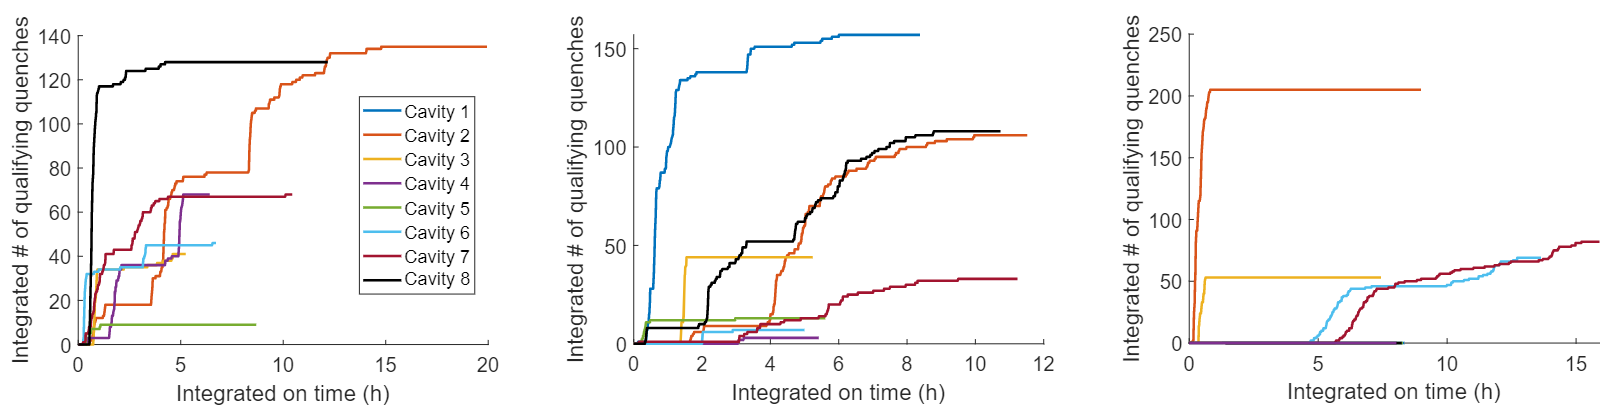 Integrated # of qualifying quenches
140
120
100
80
60
40
20
0
0
5
10
15
20
Integrated on time (h)
Cavity 1
Cavity 2
Cavity 3
Cavity 4
Cavity 5
Cavity 6
Cavity 7
Cavity 8
Integrated # of qualifying quenches
150
100
50
0
0
2
4
6
8
10
12
Integrated on time (h)
Integrated # of qualifying quenches
250
200
150
100
50
0
0
5
10
15
Integrated on time (h)